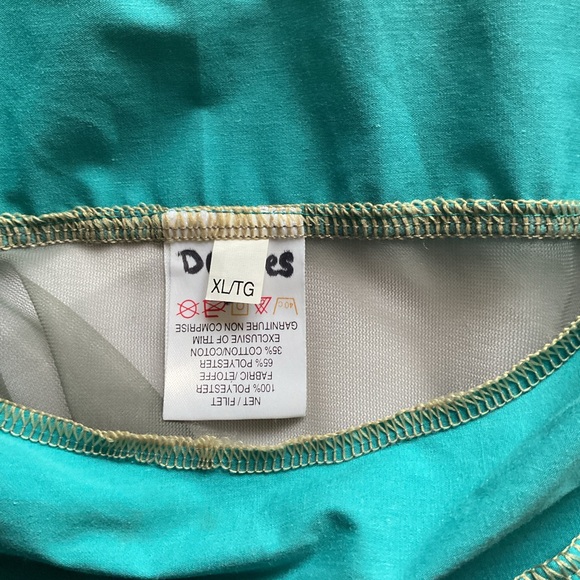 XL/TG
NET / FILET
100% POLYESTER
FABRIC/ETOFFE
65% POLYESTER
35% COTTON/COTON
EXCLUSIVE OF TRIM
GARNITURE NON COMPRISE